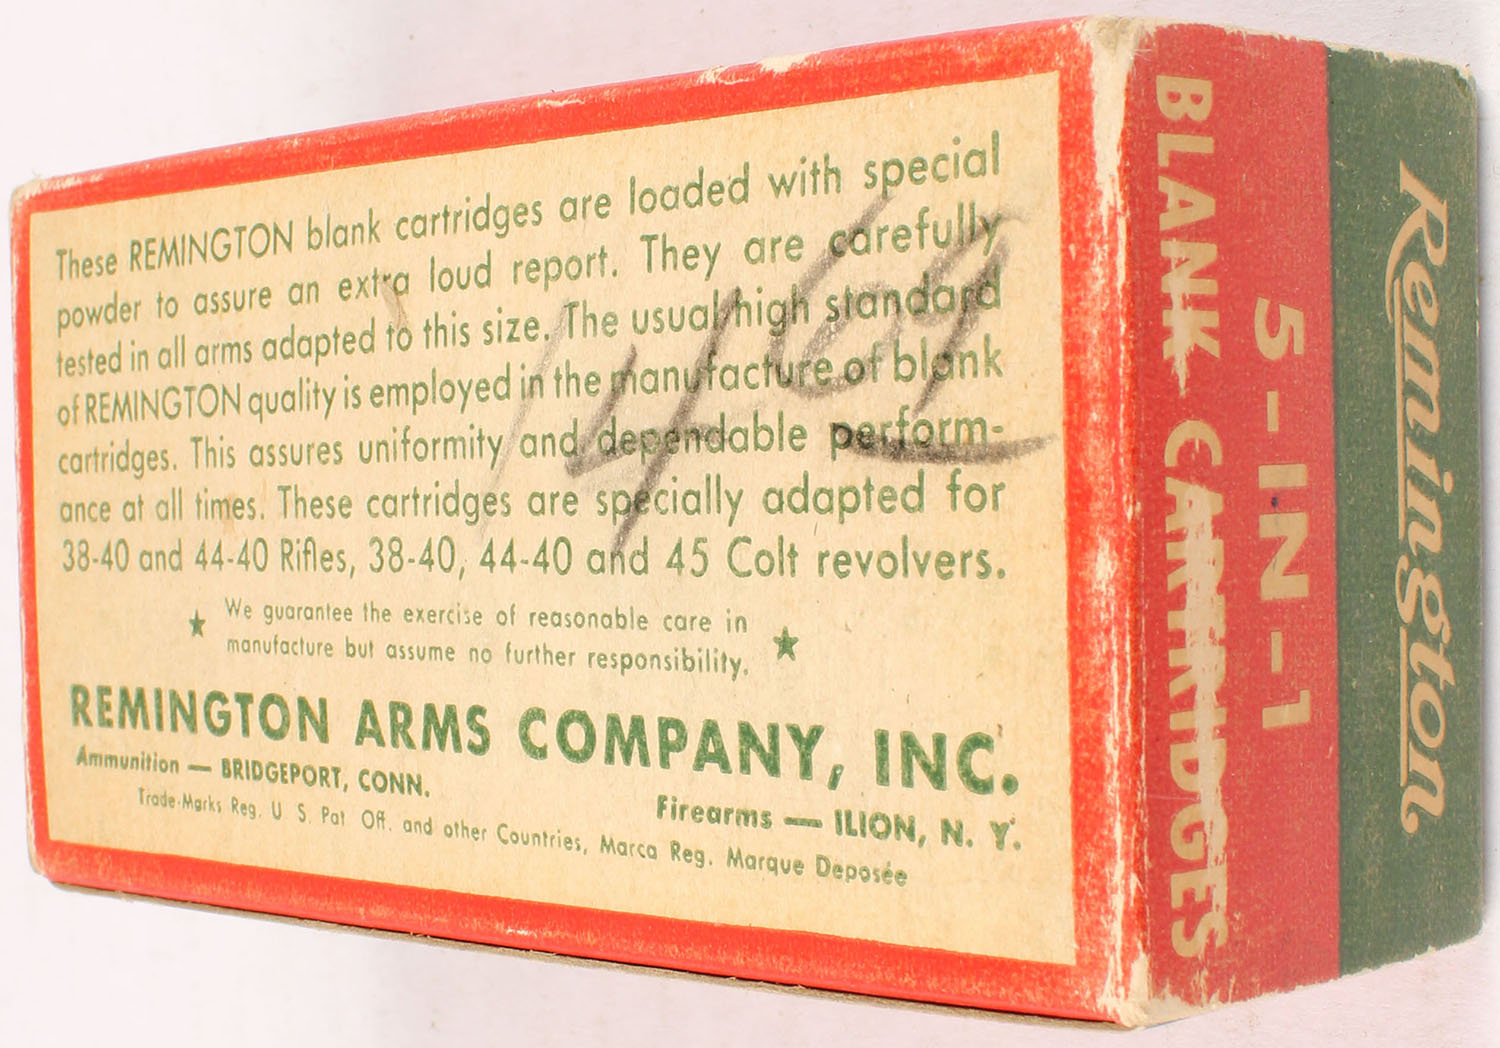 These REMINGTON blank cartridges are loaded with special
powder to assure an extra loud report. They are carefully
tested in all arms adapted to this size. The usual high standard
of REMINGTON quality is employed in the manufacture of blank
cartridges. This assures uniformity and dependable perform-
ance at all times. These cartridges are specially adapted for
38-40 and 44-40 Rifles, 38-40, 44-40 and 45 Colt revolvers.
★ We guarantee the exercise of reasonable care in ★
manufacture but assume no further responsibility.
REMINGTON ARMS COMPANY, INC.
Ammunition — BRIDGEPORT, CONN.
Firearms — ILION, N. Y.
Trade-Marks Reg. U S. Pat Off. and other Countries, Marca Reg. Marque Deposée
Remington
5-IN-1
BLANK CARTRIDGES